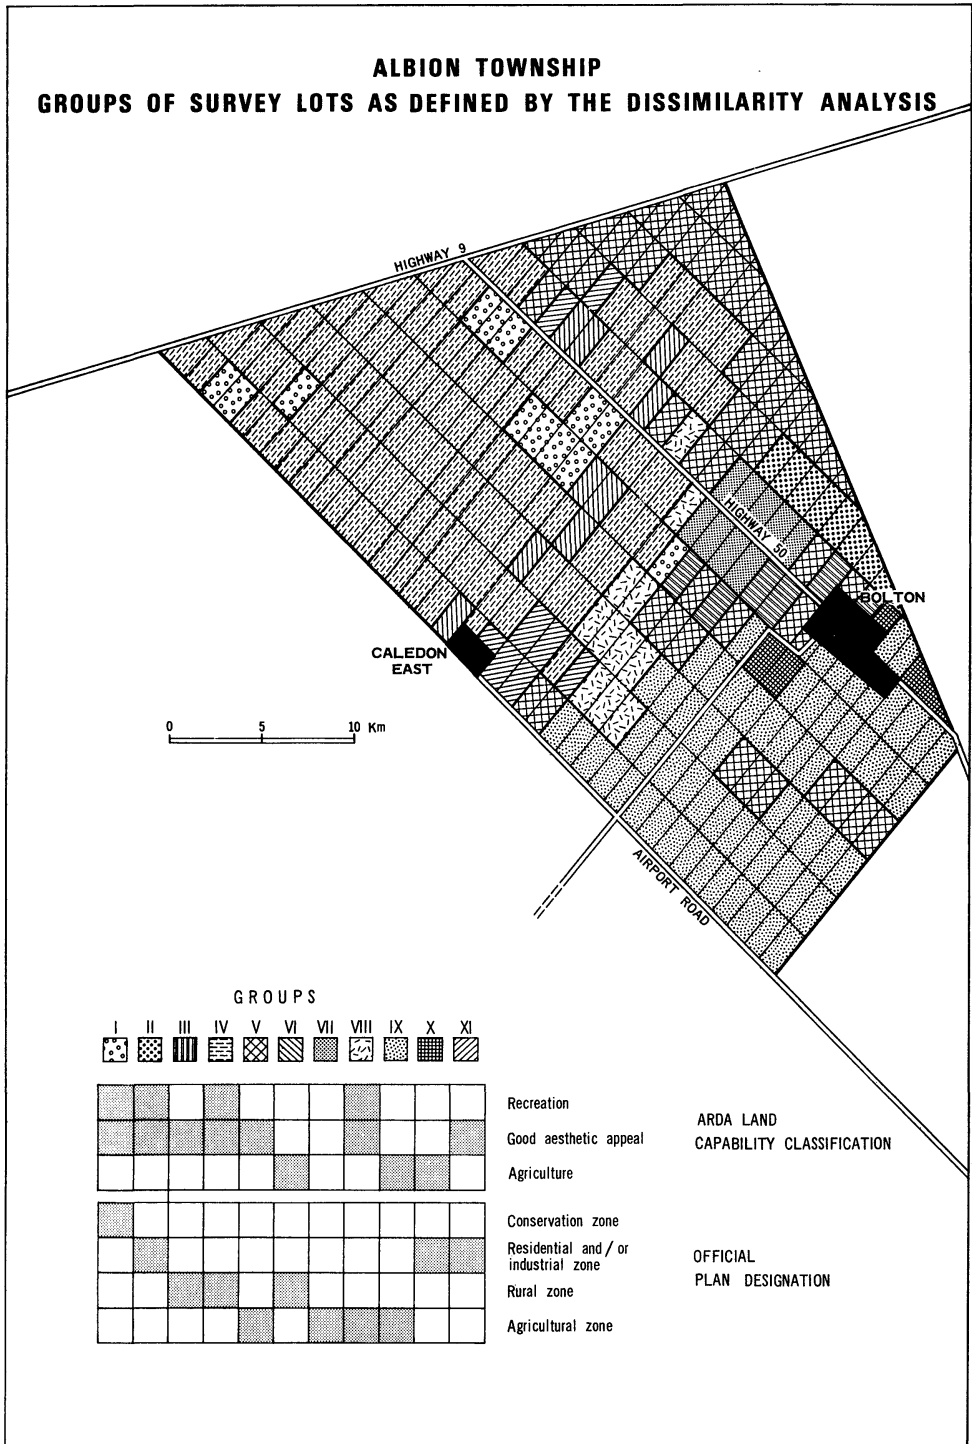 ALBION TOWNSHIP
GROUPS OF SURVEY LOTS AS DEFINED BY THE DISSIMILARITY ANALYSIS
HIGHWAY 9
HIGHWAY 50
BOLTON
CALEDON
EAST
0 5 10 Km
AIRPORT ROAD
GROUPS
I II III IV V VI VII VIII IX X XI
Recreation
Good aesthetic appeal
Agriculture
ARDA LAND
CAPABILITY CLASSIFICATION
Conservation zone
Residential and / or
industrial zone
Rural zone
Agricultural zone
OFFICIAL
PLAN DESIGNATION